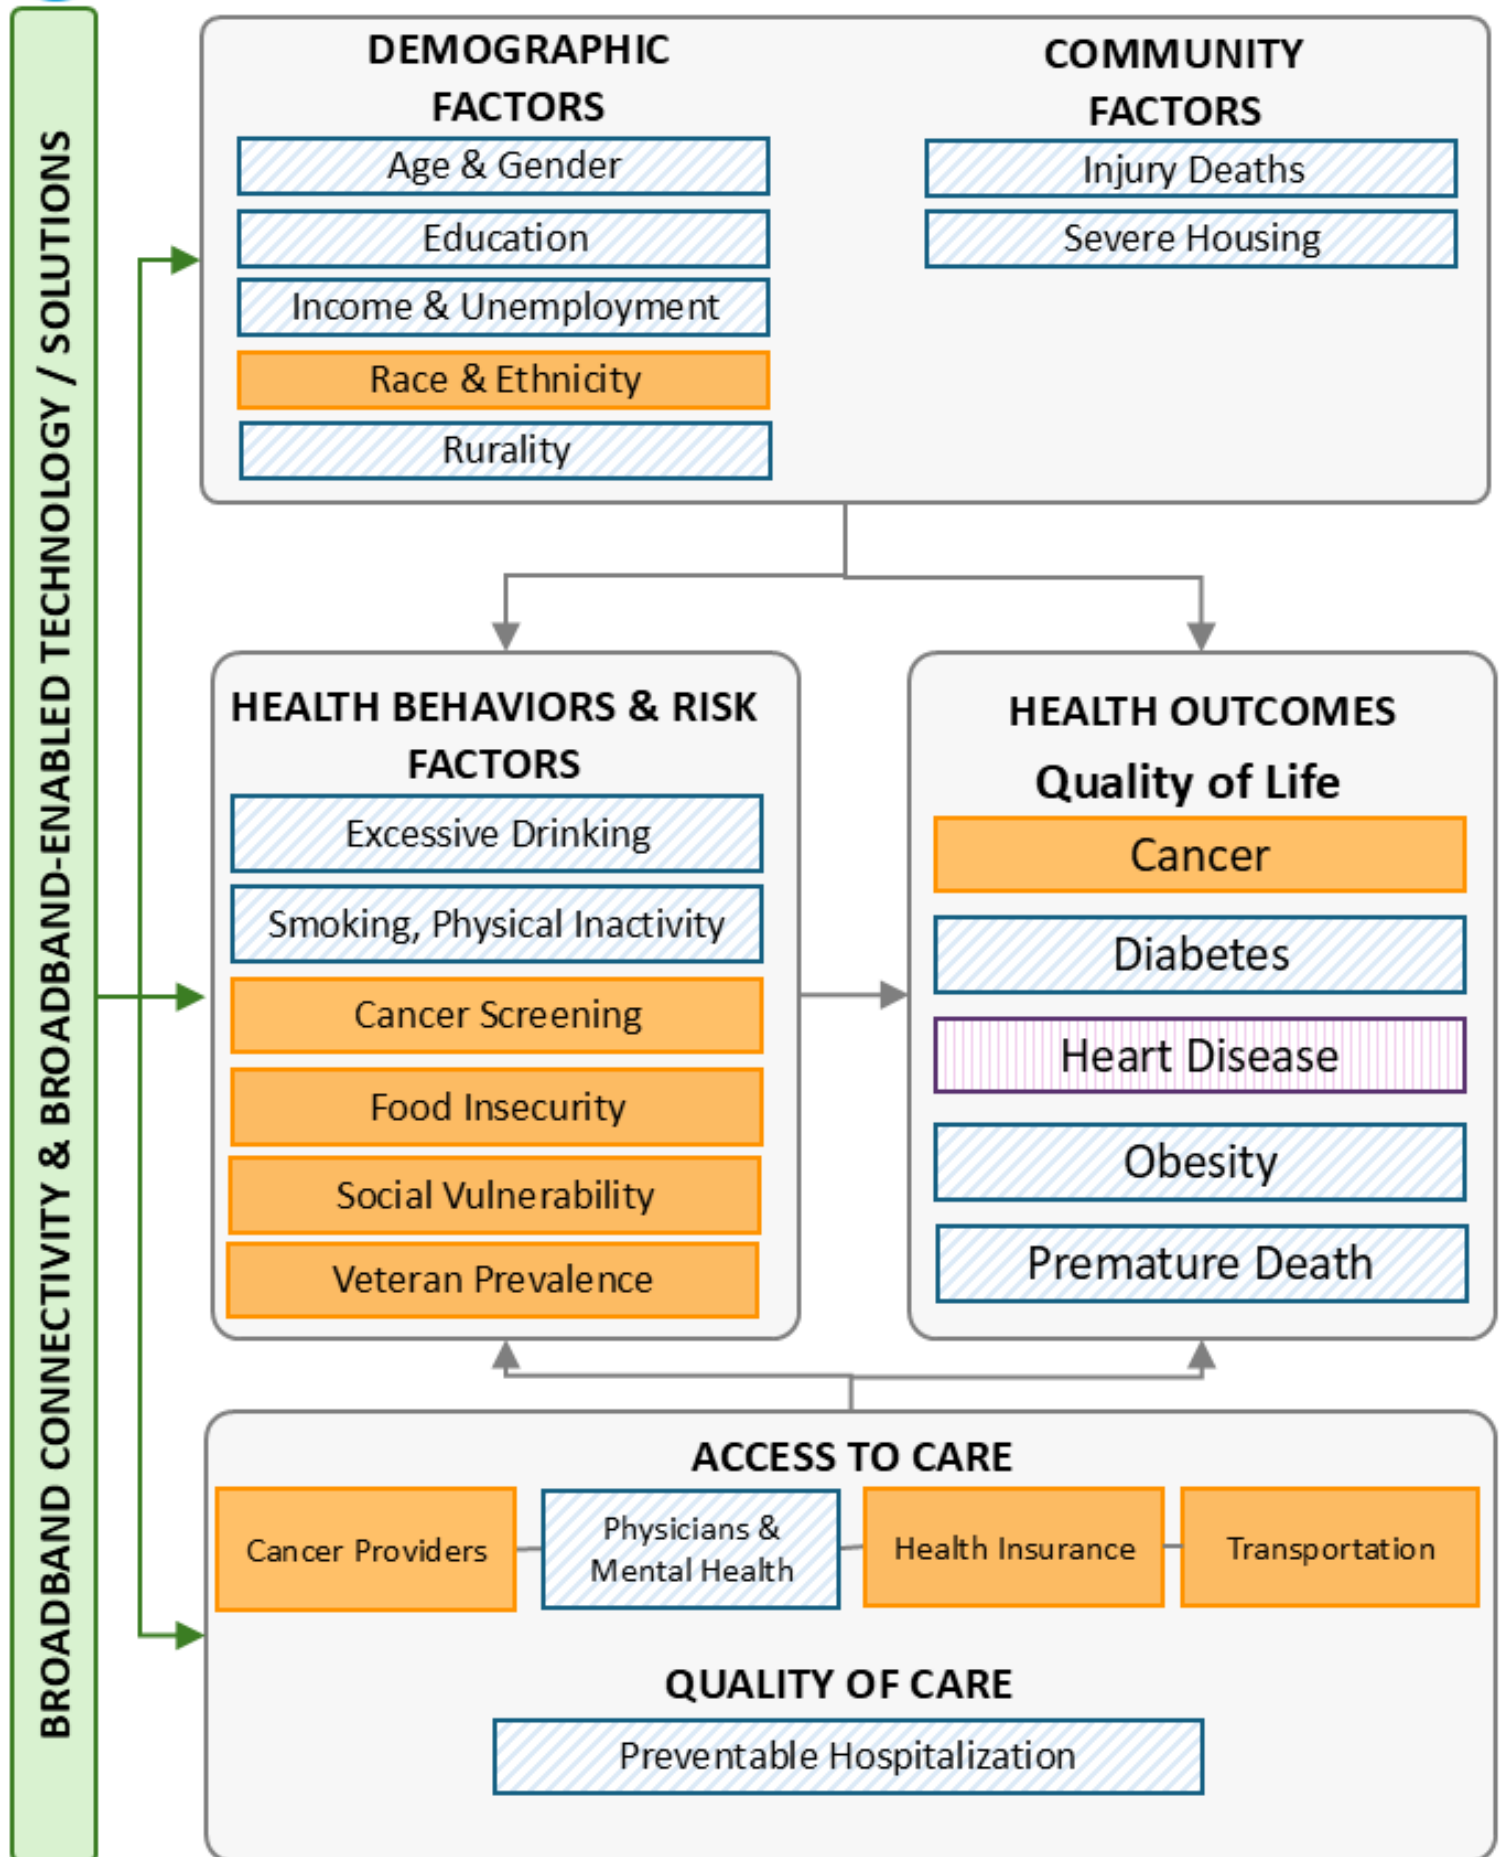 BROADBAND CONNECTIVITY & BROADBAND-ENABLED TECHNOLOGY / SOLUTIONS
DEMOGRAPHIC
FACTORS
Age & Gender
Education
Income & Unemployment
Race & Ethnicity
Rurality
COMMUNITY
FACTORS
Injury Deaths
Severe Housing
HEALTH BEHAVIORS & RISK
FACTORS
Excessive Drinking
Smoking, Physical Inactivity
Cancer Screening
Food Insecurity
Social Vulnerability
Veteran Prevalence
HEALTH OUTCOMES
Quality of Life
Cancer
Diabetes
Heart Disease
Obesity
Premature Death
ACCESS TO CARE
Cancer Providers
Physicians &
Mental Health
Health Insurance
Transportation
QUALITY OF CARE
Preventable Hospitalization